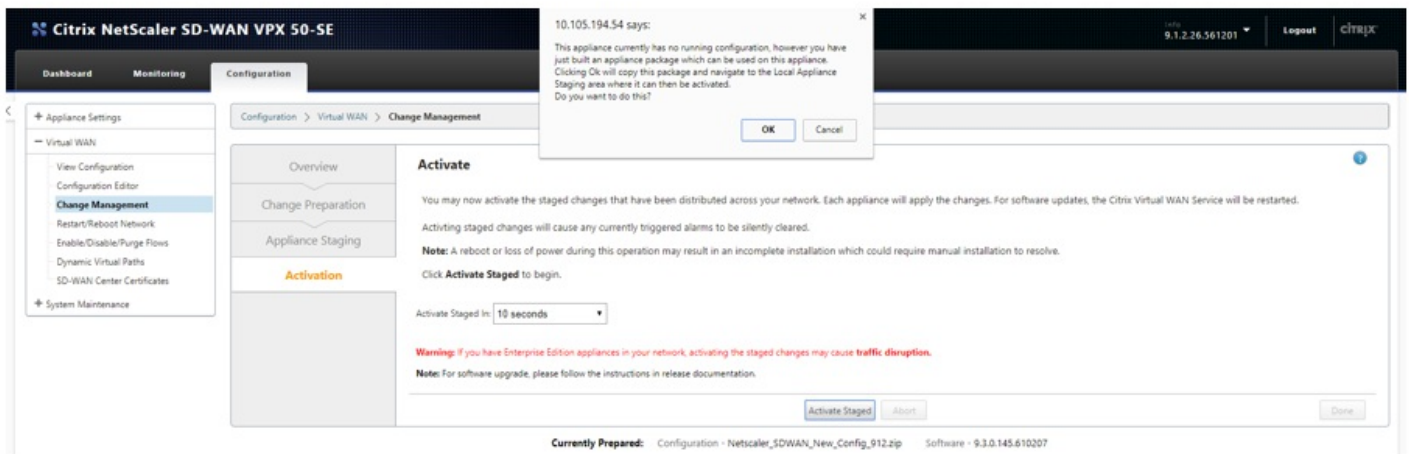 Citrix NetScaler SD-WAN VPX 50-SE
Info
9.1.2.26.561201
Logout
CİTRIX
Dashboard
Monitoring
Configuration
10.105.194.54 says:
This appliance currently has no running configuration, however you have
just built an appliance package which can be used on this appliance.
Clicking Ok will copy this package and navigate to the Local Appliance
Staging area where it can then be activated.
Do you want to do this?
OK
Cancel
+ Appliance Settings
− Virtual WAN
View Configuration
Configuration Editor
Change Management
Restart/Reboot Network
Enable/Disable/Purge Flows
Dynamic Virtual Paths
SD-WAN Center Certificates
+ System Maintenance
Configuration > Virtual WAN > Change Management
Overview
Change Preparation
Appliance Staging
Activation
Activate
You may now activate the staged changes that have been distributed across your network. Each appliance will apply the changes. For software updates, the Citrix Virtual WAN Service will be restarted.
Activting staged changes will cause any currently triggered alarms to be silently cleared.
Note: A reboot or loss of power during this operation may result in an incomplete installation which could require manual installation to resolve.
Click Activate Staged to begin.
Activate Staged In: 10 seconds
Warning: If you have Enterprise Edition appliances in your network, activating the staged changes may cause traffic disruption.
Note: For software upgrade, please follow the instructions in release documentation.
Activate Staged
Abort
Done
Currently Prepared: Configuration - Netscaler_SDWAN_New_Config_912.zip Software - 9.3.0.145.610207